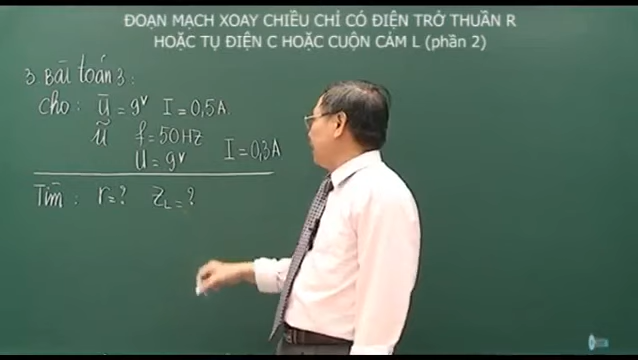 ĐOẠN MẠCH XOAY CHIỀU CHỈ CÓ ĐIỆN TRỞ THUẦN R
HOẶC TỤ ĐIỆN C HOẶC CUỘN CẢM L (phần 2)
3 Bài toán 3:
Cho: U̅ = 9V I = 0,5A
ũ f = 50HZ
U = 9V I = 0,3A
Tìm: r = ? Z_L = ?